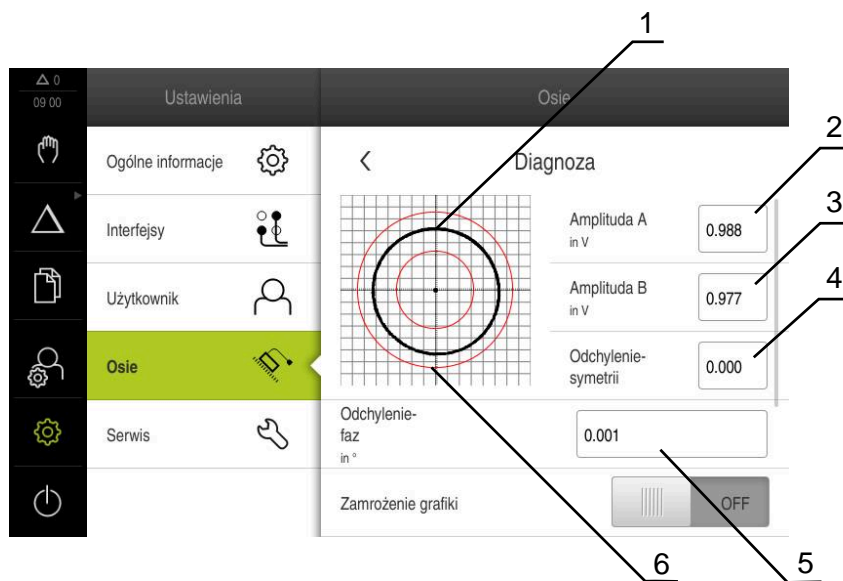 1
△ 0
09 00
Ustawienia
Osie
Ogólne informacje
Interfejsy
Użytkownik
Osie
Serwis
Diagnoza
2
Amplituda A
in V
0.988
3
Amplituda B
in V
0.977
4
Odchylenie-
symetrii
0.000
Odchylenie-
faz
in °
0.001
Zamrożenie grafiki
OFF
6
5